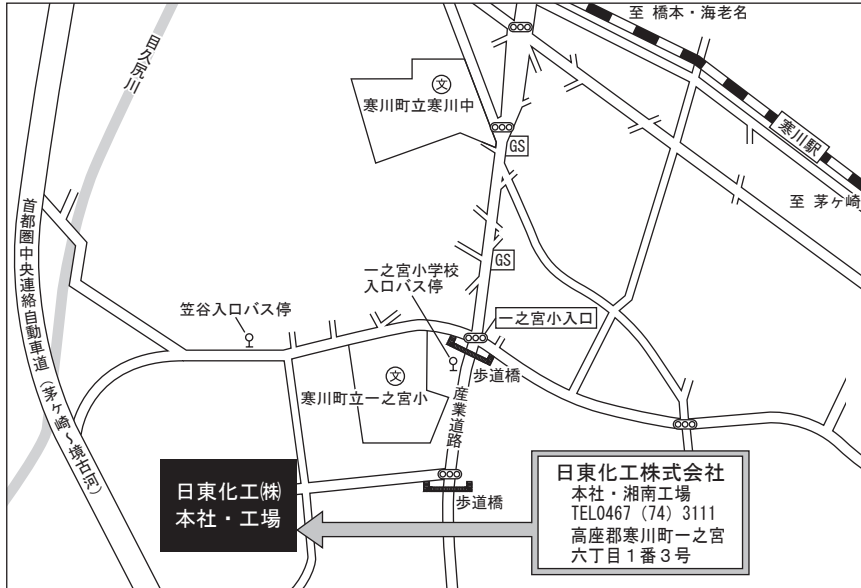 至 橋本・海老名
目久尻川
文
寒川町立寒川中
GS
寒川駅
至 茅ヶ崎
首都圏中央連絡自動車道（茅ヶ崎～境古河）
GS
一之宮小学校
入口バス停
笠谷入口バス停
一之宮小入口
歩道橋
文
寒川町立一之宮小
産業道路
日東化工㈱
本社・工場
歩道橋
日東化工株式会社
本社・湘南工場
TEL0467（74）3111
高座郡寒川町一之宮
六丁目1番3号